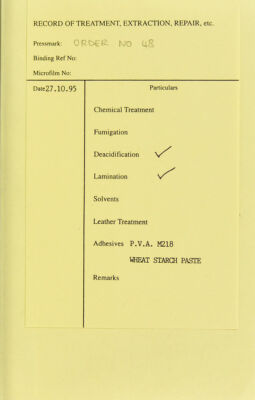 RECORD OF TREATMENT, EXTRACTION, REPAIR, etc.
Pressmark: ORDER NO 48
Binding Ref No:
Microfilm No:
Date 27.10.95 Particulars
Chemical Treatment
Fumigation
Deacidification ✓
Lamination ✓
Solvents
Leather Treatment
Adhesives P.V.A. M218
WHEAT STARCH PASTE
Remarks